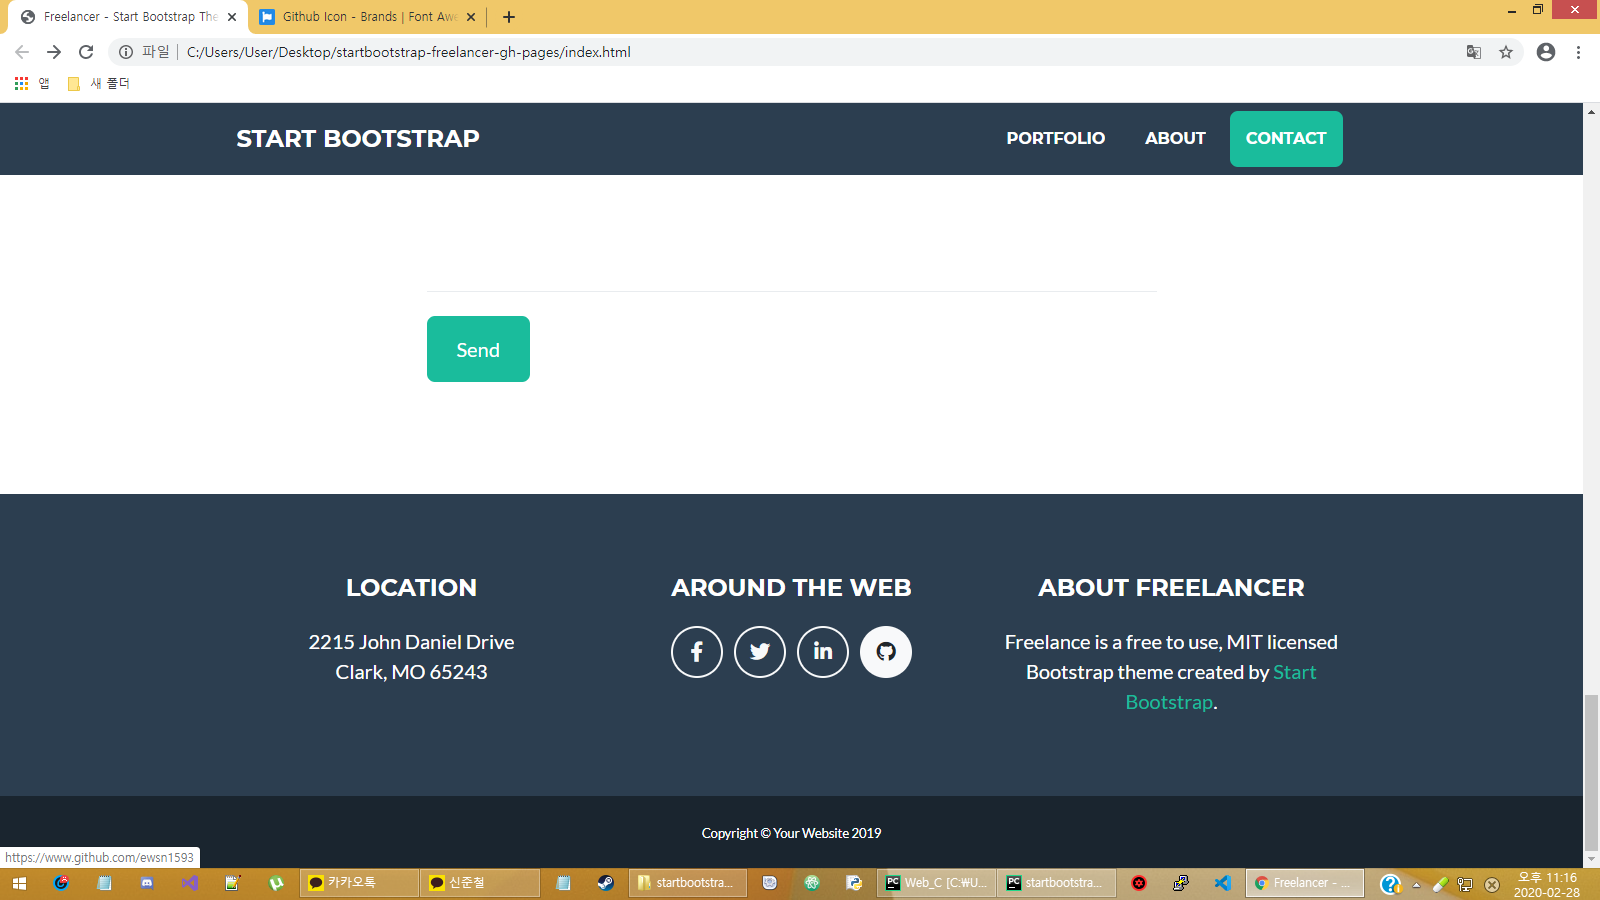 Freelancer - Start Bootstrap The
Github Icon - Brands | Font Awe
파일
C:/Users/User/Desktop/startbootstrap-freelancer-gh-pages/index.html
앱
새 폴더
START BOOTSTRAP
PORTFOLIO
ABOUT
CONTACT
Send
LOCATION
2215 John Daniel Drive
Clark, MO 65243
AROUND THE WEB
ABOUT FREELANCER
Freelance is a free to use, MIT licensed
Bootstrap theme created by Start
Bootstrap.
Copyright © Your Website 2019
https://www.github.com/ewsn1593
카카오톡
신준철
startbootstra...
Web_C [C:₩U...
startbootstra...
Freelancer - ...
오후 11:16
2020-02-28